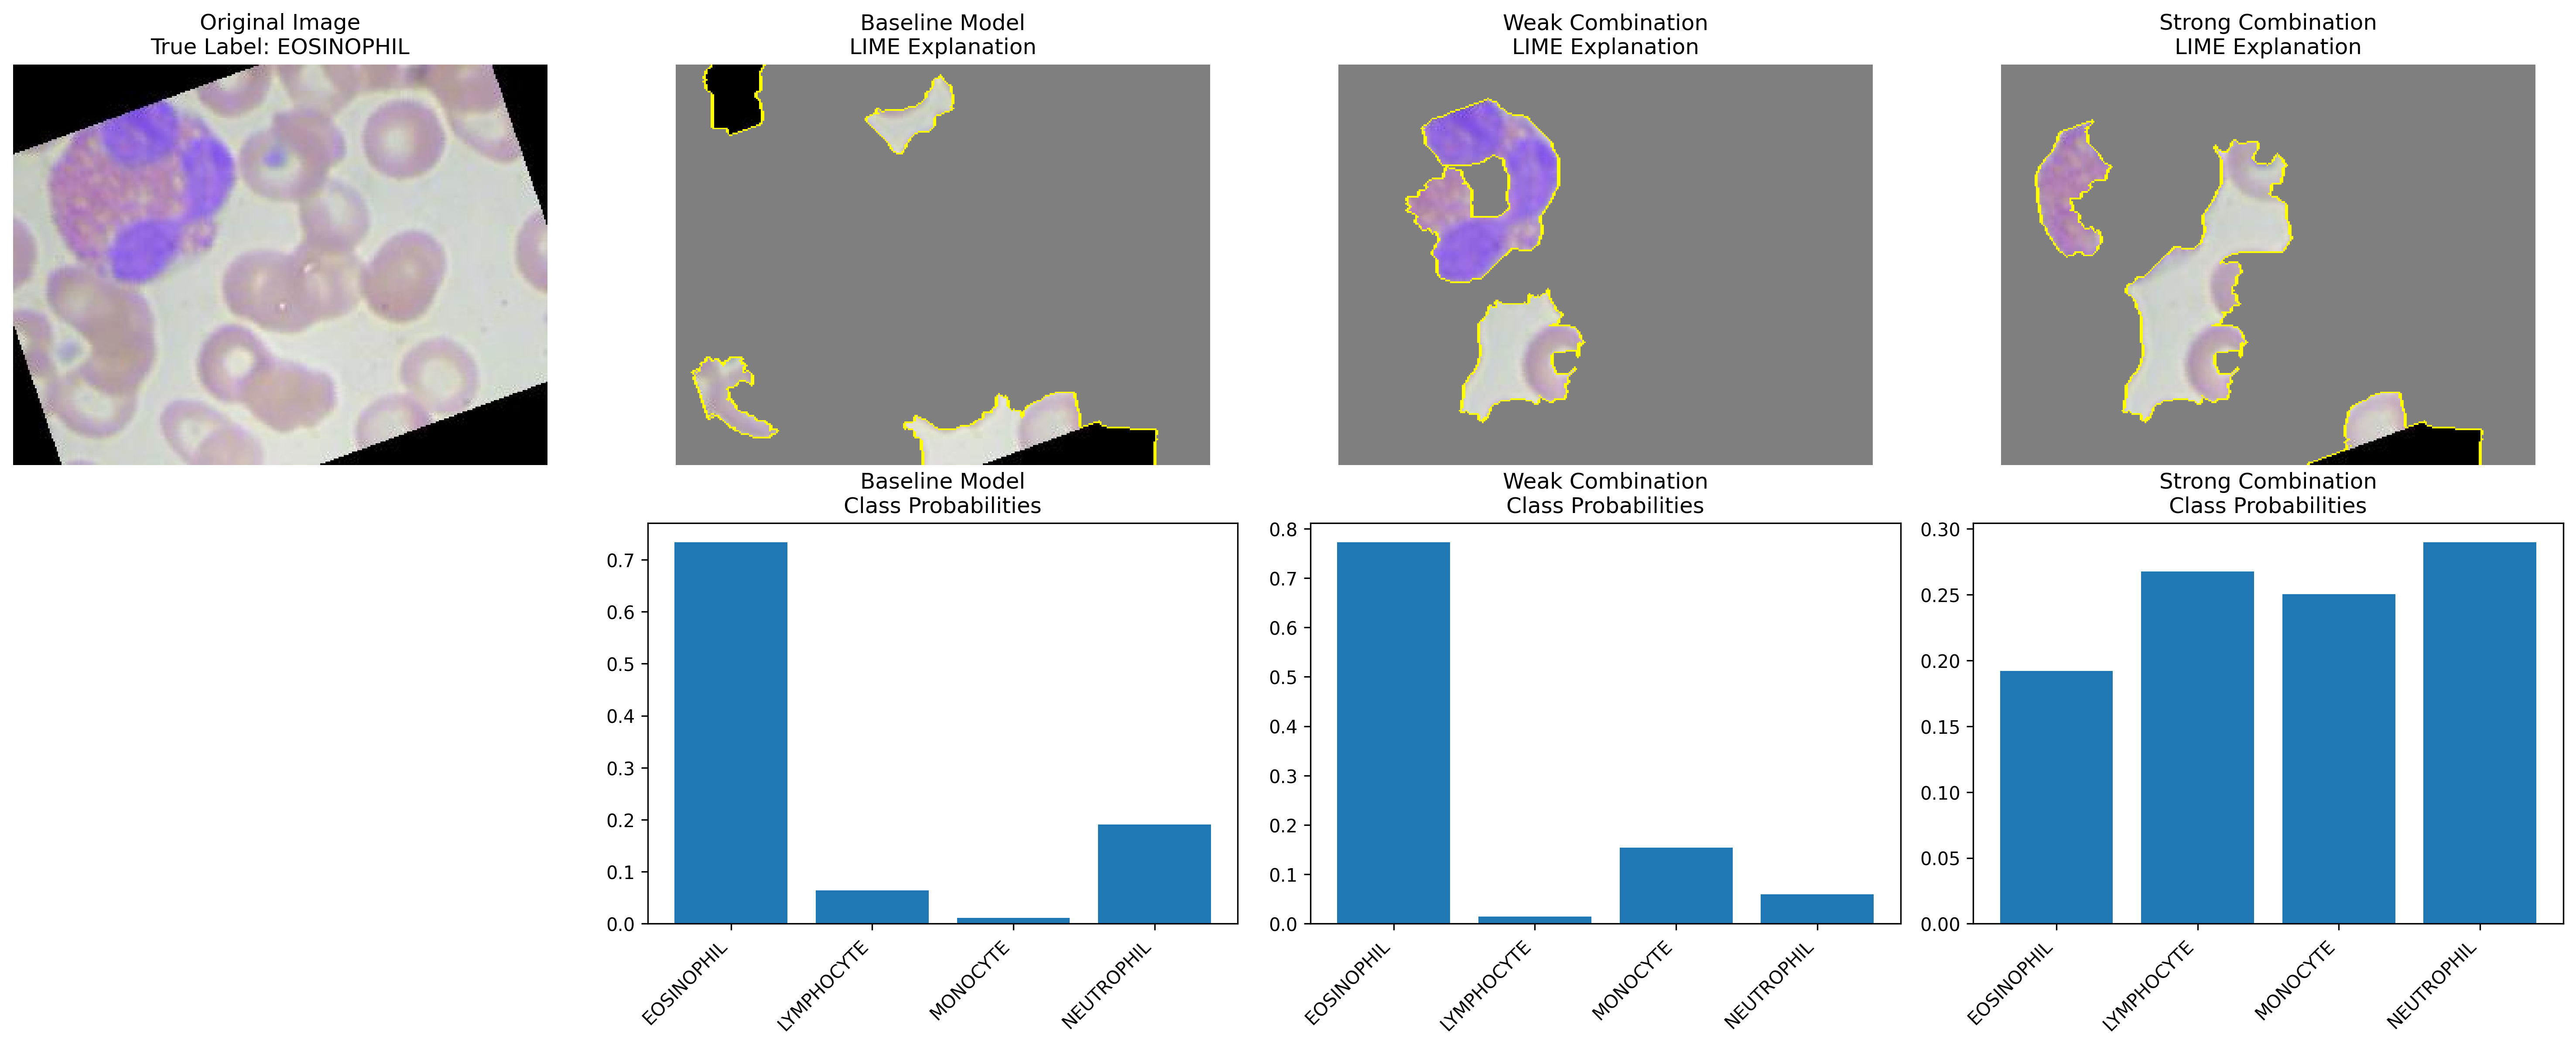 Original Image
True Label: EOSINOPHIL
Baseline Model
LIME Explanation
Weak Combination
LIME Explanation
Strong Combination
LIME Explanation
Baseline Model
Class Probabilities
0.7
0.6
0.5
0.4
0.3
0.2
0.1
0.0
EOSINOPHIL
LYMPHOCYTE
MONOCYTE
NEUTROPHIL
Weak Combination
Class Probabilities
0.8
0.7
0.6
0.5
0.4
0.3
0.2
0.1
0.0
EOSINOPHIL
LYMPHOCYTE
MONOCYTE
NEUTROPHIL
Strong Combination
Class Probabilities
0.30
0.25
0.20
0.15
0.10
0.05
0.00
EOSINOPHIL
LYMPHOCYTE
MONOCYTE
NEUTROPHIL